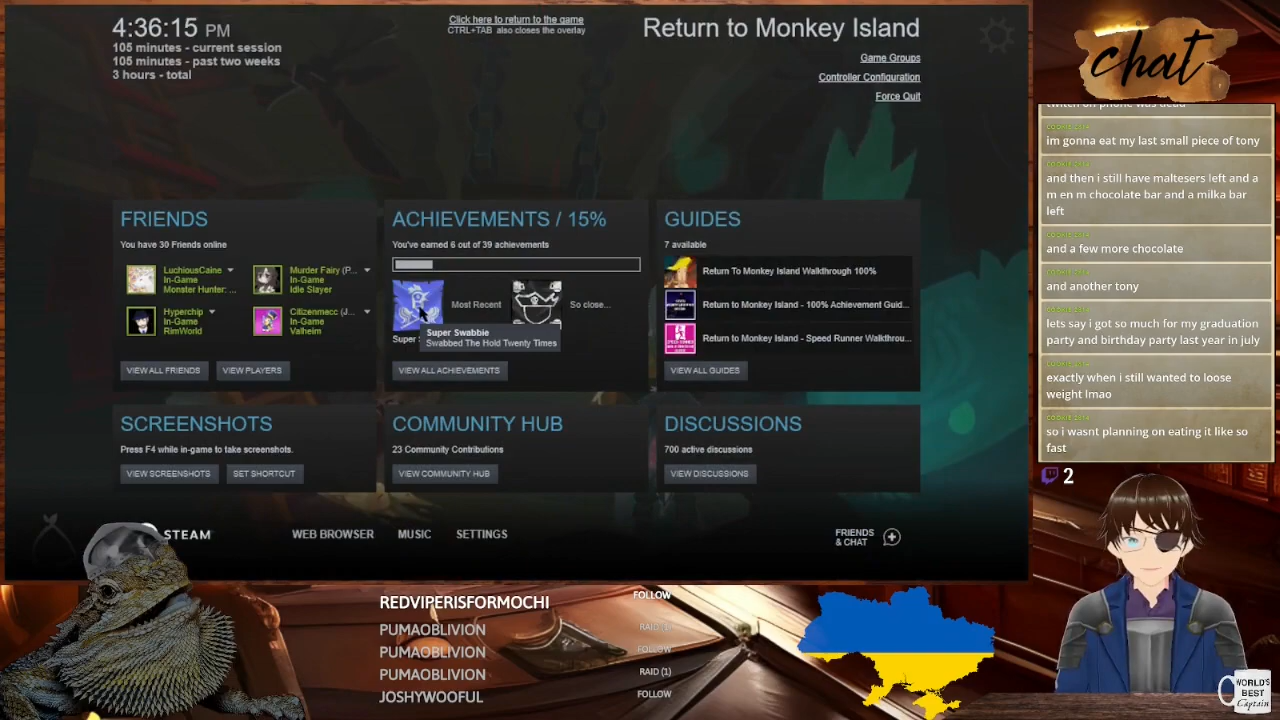 4:36:15 PM
105 minutes - current session
105 minutes - past two weeks
3 hours - total
Click here to return to the game
CTRL+TAB also closes the overlay
Return to Monkey Island
Game Groups
Controller Configuration
Force Quit
FRIENDS
You have 30 Friends online
LuchiousCaine
In-Game
Monster Hunter: ...
Murder Fairy (P...
In-Game
Idle Slayer
Hyperchip
In-Game
RimWorld
Citizenmecc (J...
In-Game
Valheim
VIEW ALL FRIENDS
VIEW PLAYERS
ACHIEVEMENTS / 15%
You've earned 6 out of 39 achievements
Most Recent
So close...
Super
Super Swabbie
Swabbed The Hold Twenty Times
VIEW ALL ACHIEVEMENTS
GUIDES
7 available
Return To Monkey Island Walkthrough 100%
Return to Monkey Island - 100% Achievement Guid...
Return to Monkey Island - Speed Runner Walkthrou...
VIEW ALL GUIDES
SCREENSHOTS
Press F4 while in-game to take screenshots.
VIEW SCREENSHOTS
SET SHORTCUT
COMMUNITY HUB
23 Community Contributions
VIEW COMMUNITY HUB
DISCUSSIONS
700 active discussions
VIEW DISCUSSIONS
STEAM
WEB BROWSER
MUSIC
SETTINGS
FRIENDS
& CHAT
chat
twitch on phone was dead
im gonna eat my last small piece of tony
and then i still have maltesers left and a
m en m chocolate bar and a milka bar
left
and a few more chocolate
and another tony
lets say i got so much for my graduation
party and birthday party last year in july
exactly when i still wanted to loose
weight lmao
so i wasnt planning on eating it like so
fast
2
REDVIPERISFORMOCHI FOLLOW
PUMAOBLIVION RAID (1)
PUMAOBLIVION FOLLOW
PUMAOBLIVION RAID (1)
JOSHYWOOFUL FOLLOW
WORLD'S
BEST
Captain